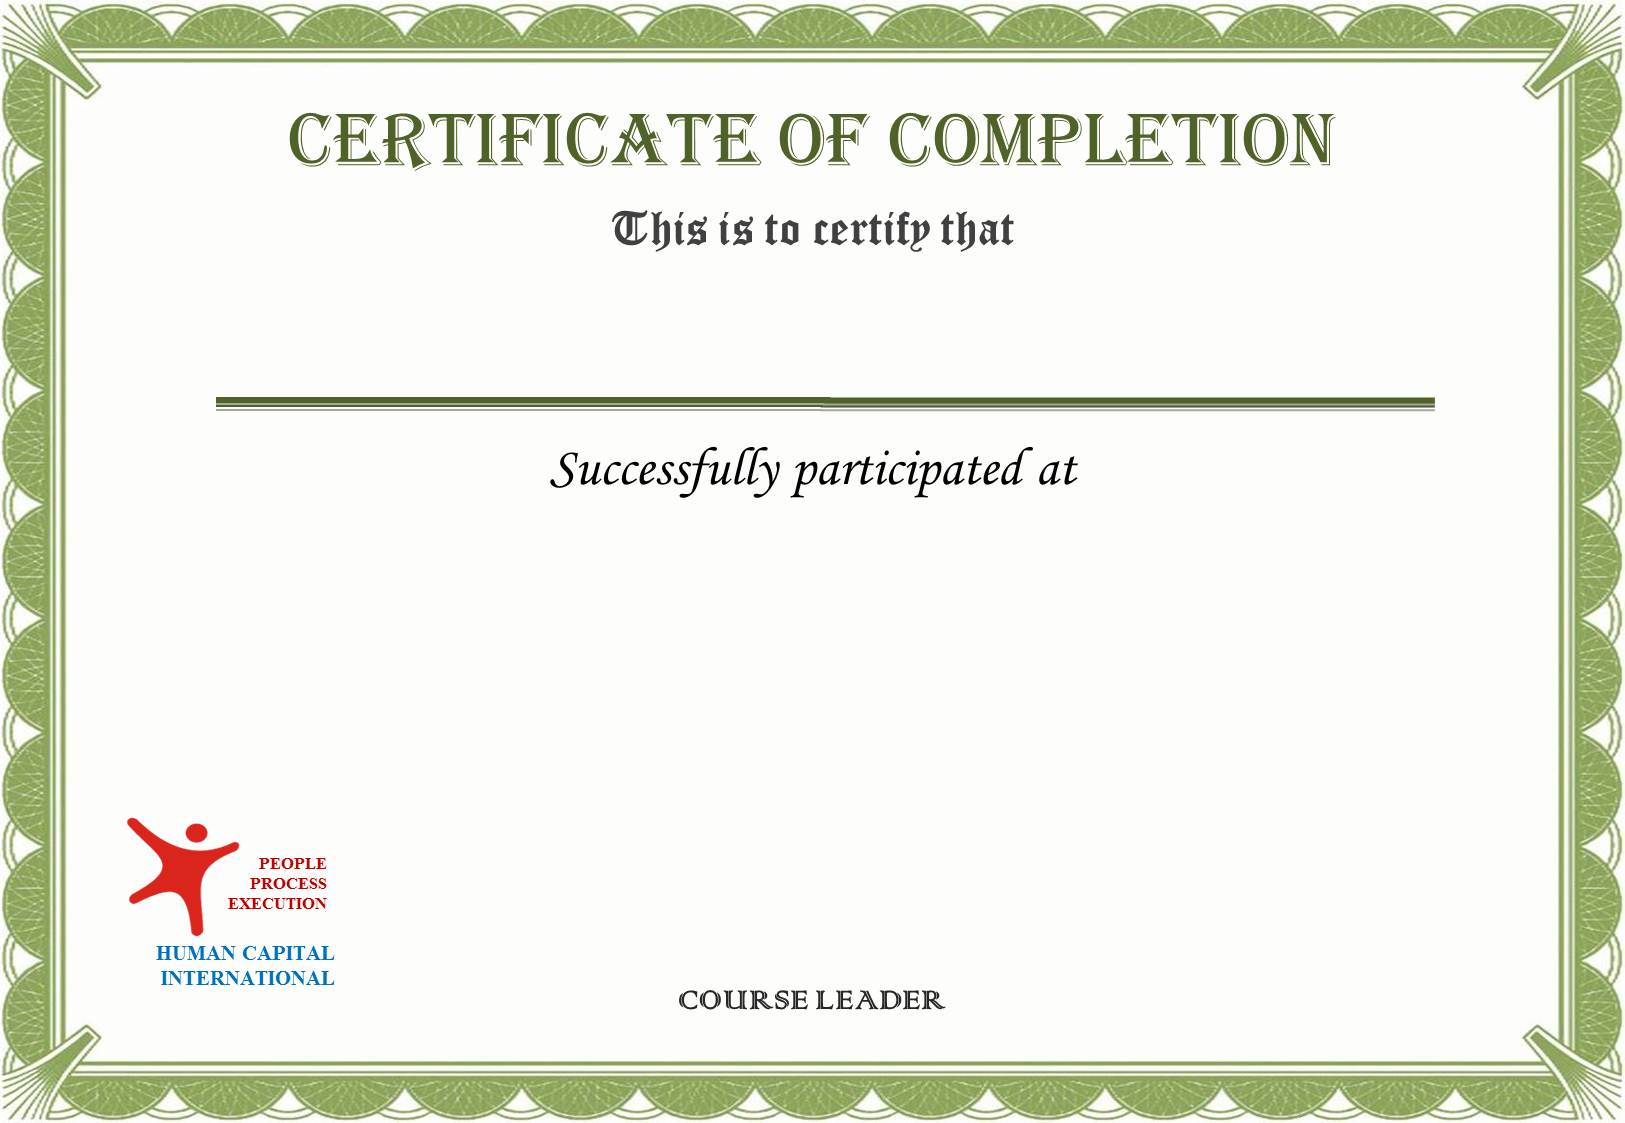 CERTIFICATE OF COMPLETION
This is to certify that
Successfully participated at
PEOPLE
PROCESS
EXECUTION
HUMAN CAPITAL
INTERNATIONAL
COURSE LEADER